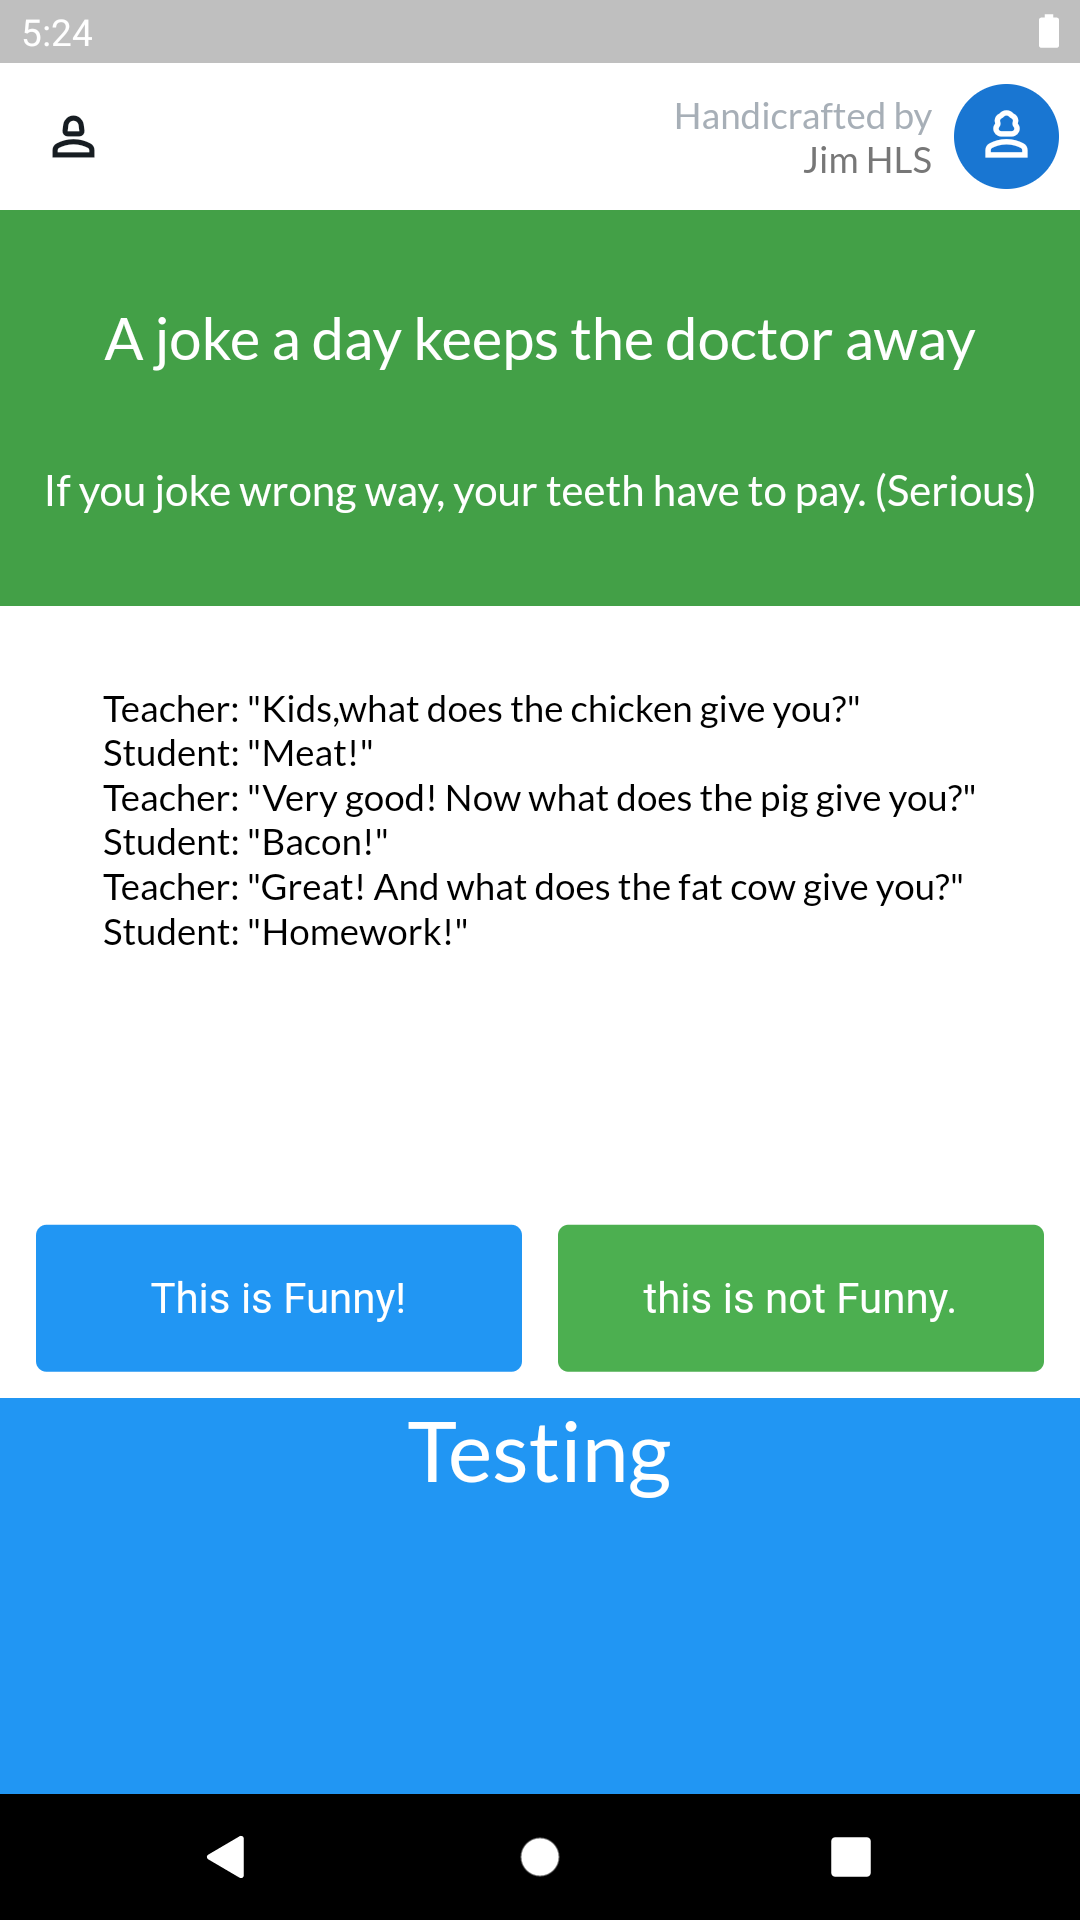 5:24
Handicrafted by
Jim HLS
A joke a day keeps the doctor away
If you joke wrong way, your teeth have to pay. (Serious)
Teacher: "Kids,what does the chicken give you?"
Student: "Meat!"
Teacher: "Very good! Now what does the pig give you?"
Student: "Bacon!"
Teacher: "Great! And what does the fat cow give you?"
Student: "Homework!"
This is Funny!
this is not Funny.
Testing